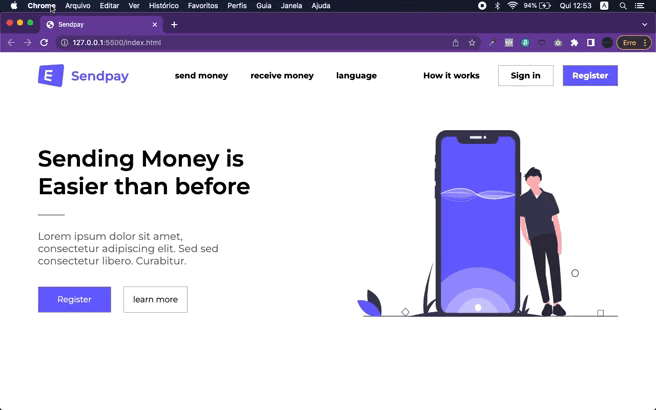 Chrome Arquivo Editar Ver Histórico Favoritos Perfis Guia Janela Ajuda 94% Qui 12:53
Sendpay
127.0.0.1:5500/index.html Erro
E Sendpay send money receive money language How it works Sign in Register
Sending Money is
Easier than before
Lorem ipsum dolor sit amet,
consectetur adipiscing elit. Sed sed
consectetur libero. Curabitur.
Register learn more